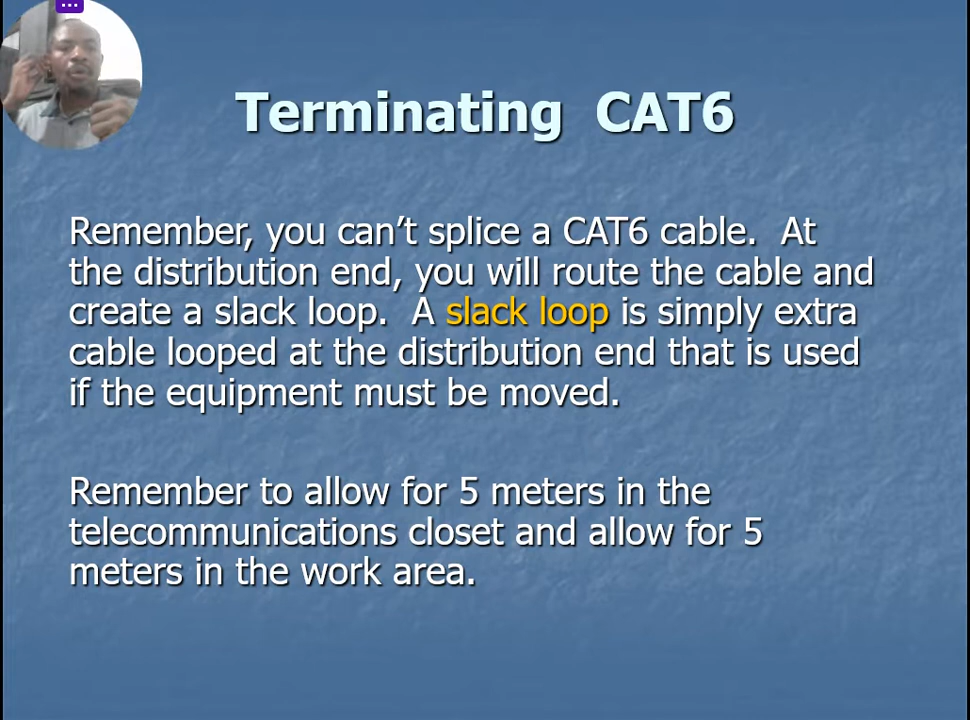 Terminating CAT6
Remember, you can’t splice a CAT6 cable. At
the distribution end, you will route the cable and
create a slack loop. A slack loop is simply extra
cable looped at the distribution end that is used
if the equipment must be moved.
Remember to allow for 5 meters in the
telecommunications closet and allow for 5
meters in the work area.